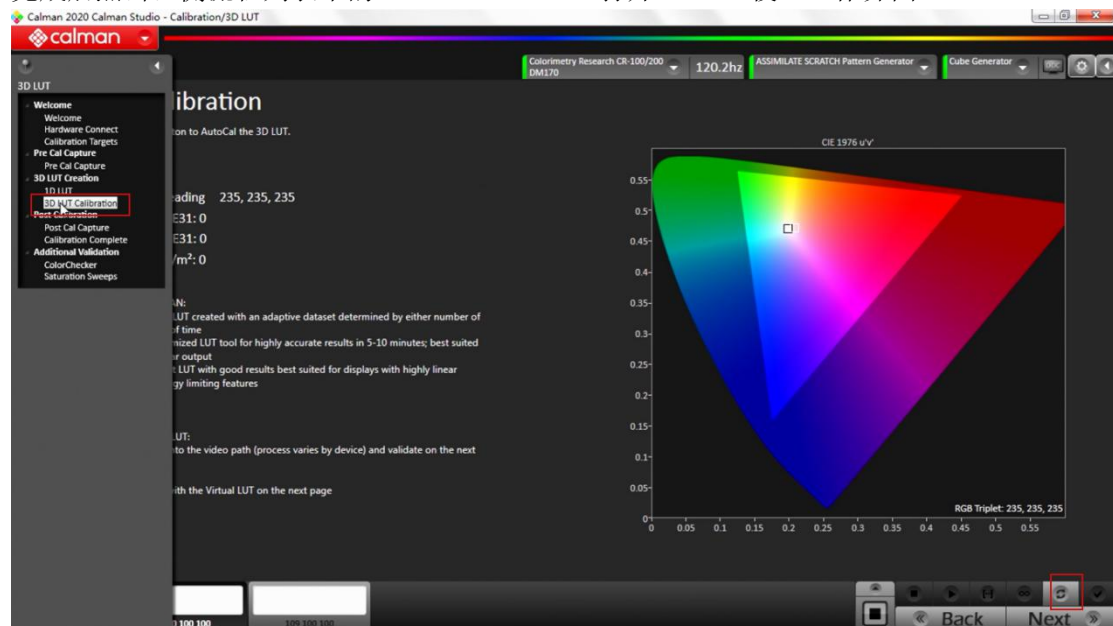 Calman 2020 Calman Studio - Calibration/3D LUT
calman
Colorimetry Research CR-100/200
DM170
120.2hz
ASSIMILATE SCRATCH Pattern Generator
Cube Generator
3D LUT
Welcome
Welcome
Hardware Connect
Calibration Targets
Pre Cal Capture
Pre Cal Capture
3D LUT Creation
1D LUT
3D LUT Calibration
Post Calibration
Post Cal Capture
Calibration Complete
Additional Validation
ColorChecker
Saturation Sweeps
libration
ton to AutoCal the 3D LUT.
eading 235, 235, 235
E31: 0
E31: 0
/m²: 0
AN:
LUT created with an adaptive dataset determined by either number of
of time
mized LUT tool for highly accurate results in 5-10 minutes; best suited
ar output
t LUT with good results best suited for displays with highly linear
gy limiting features
LUT:
to the video path (process varies by device) and validate on the next
ith the Virtual LUT on the next page
CIE 1976 u'v'
0.55
0.5
0.45
0.4
0.35
0.3
0.25
0.2
0.15
0.1
0.05
0
0 0.05 0.1 0.15 0.2 0.25 0.3 0.35 0.4 0.45 0.5 0.55
RGB Triplet: 235, 235, 235
100 100
109 100 100
Back
Next